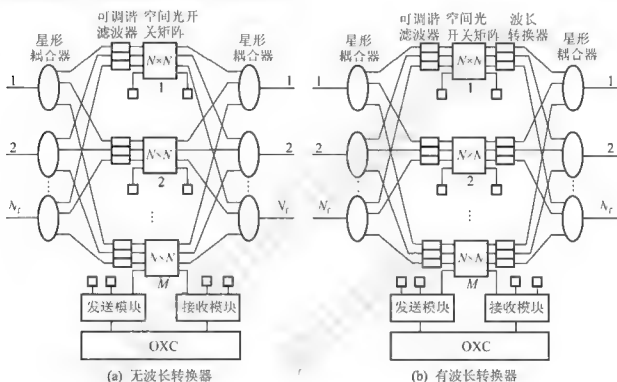 可调谐 空间光开
滤波器 关矩阵
星形
耦合器
星形
耦合器
N×N
1
1
1
N×N
2
2
2
⋮
N×N
M
发送模块
接收模块
OXC
(a) 无波长转换器
可调谐 空间光 波长
滤波器 开关矩阵 转换器
星形
耦合器
星形
耦合器
N×N
1
1
1
N×N
2
2
2
⋮
N×N
M
发送模块
接收模块
OXC
(b) 有波长转换器